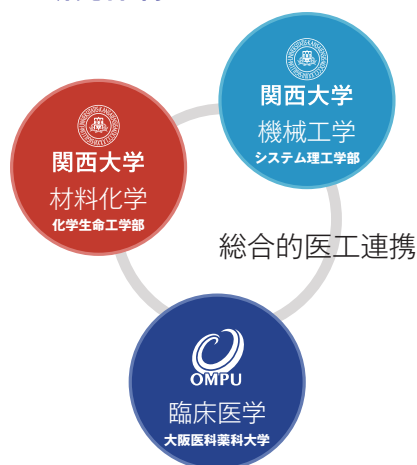 関西大学
機械工学
システム理工学部
関西大学
材料化学
化学生命工学部
総合的医工連携
OMPU
臨床医学
大阪医科薬科大学